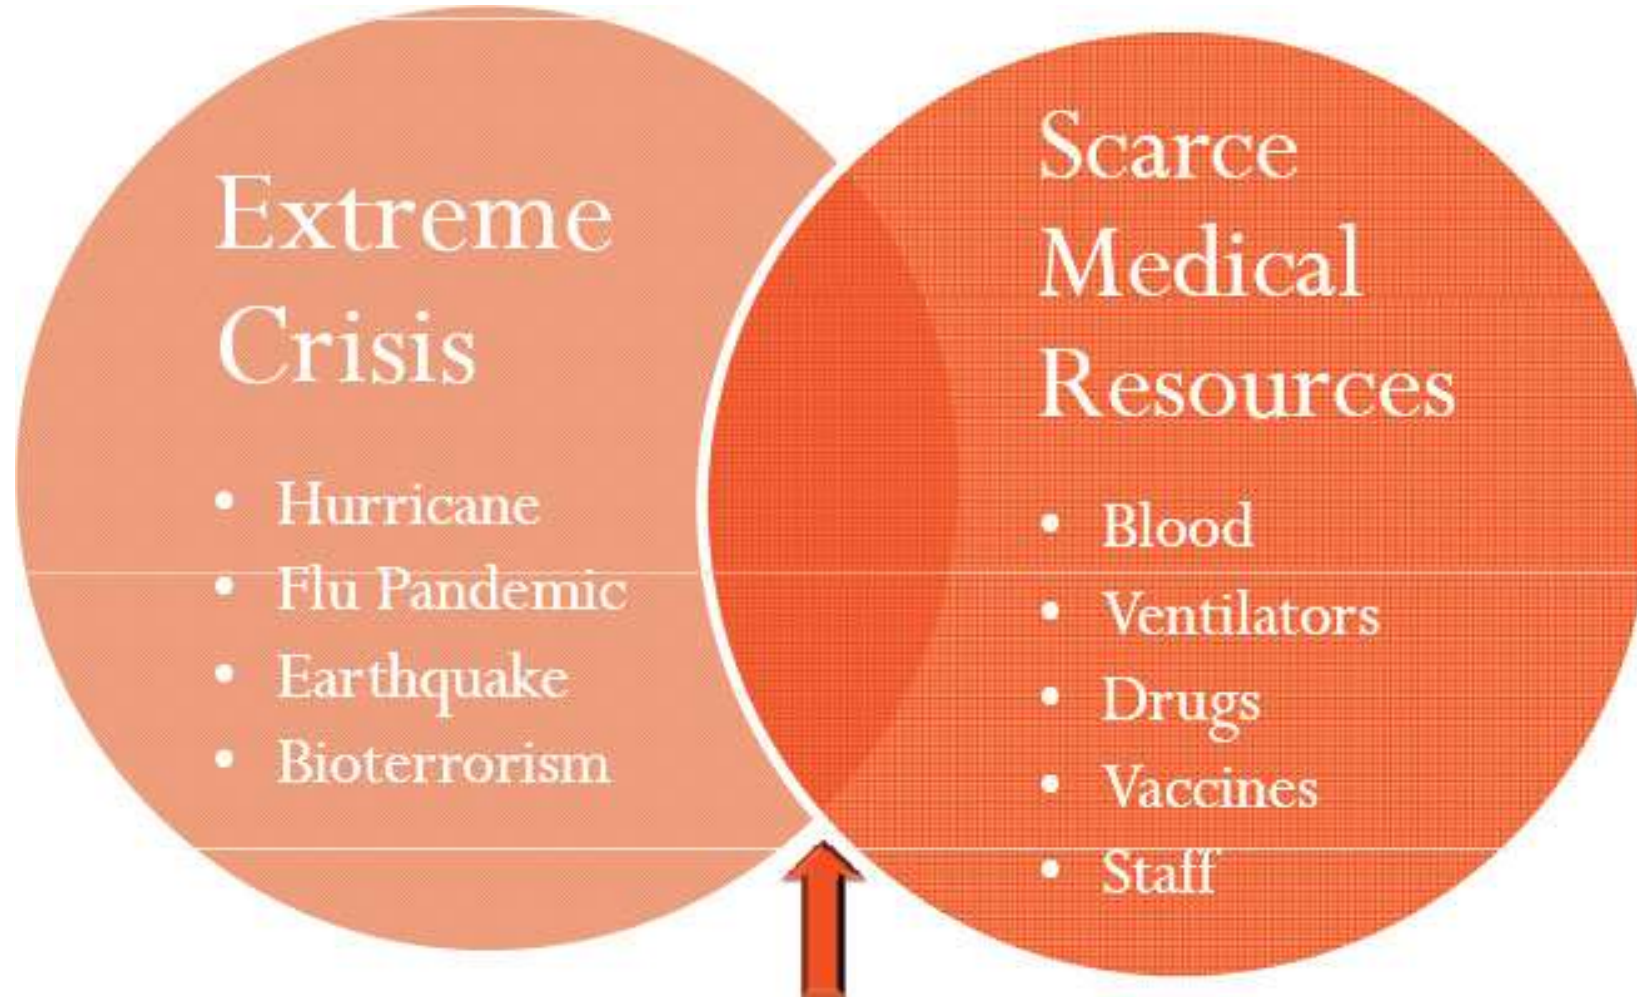 Extreme
Crisis
• Hurricane
• Flu Pandemic
• Earthquake
• Bioterrorism
Scarce
Medical
Resources
• Blood
• Ventilators
• Drugs
• Vaccines
• Staff